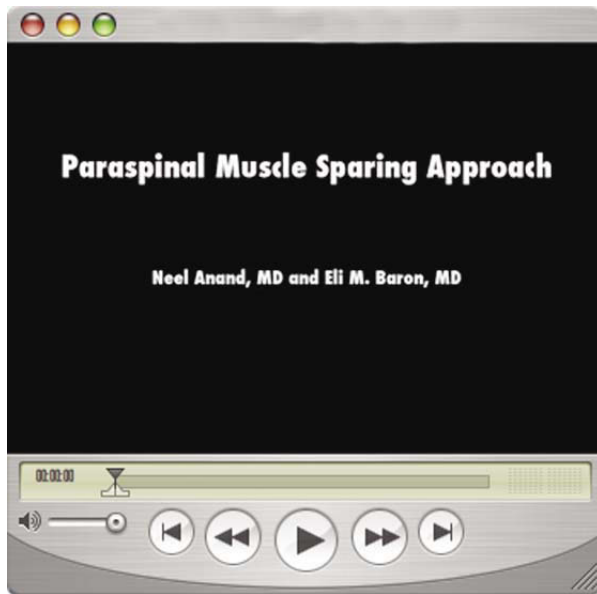 Paraspinal Muscle Sparing Approach
Neel Anand, MD and Eli M. Baron, MD
00:00:00